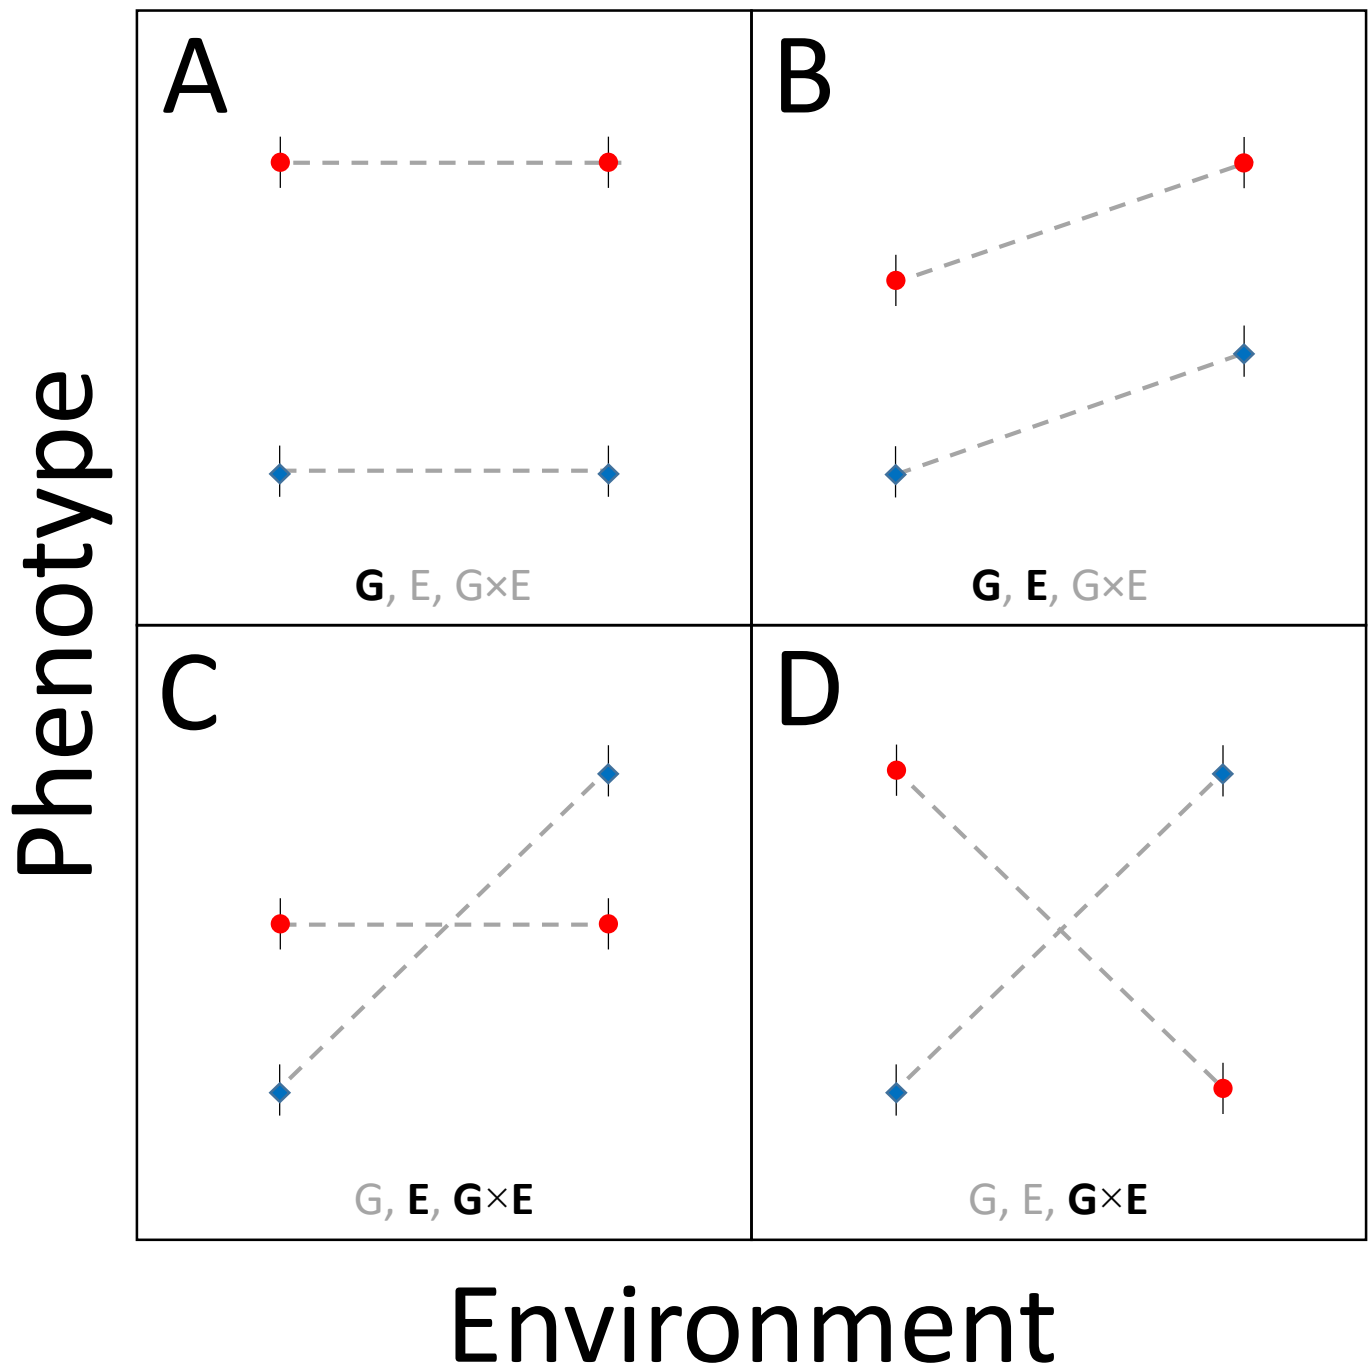 Phenotype
A
G, E, G×E
B
G, E, G×E
C
G, E, G×E
D
G, E, G×E
Environment